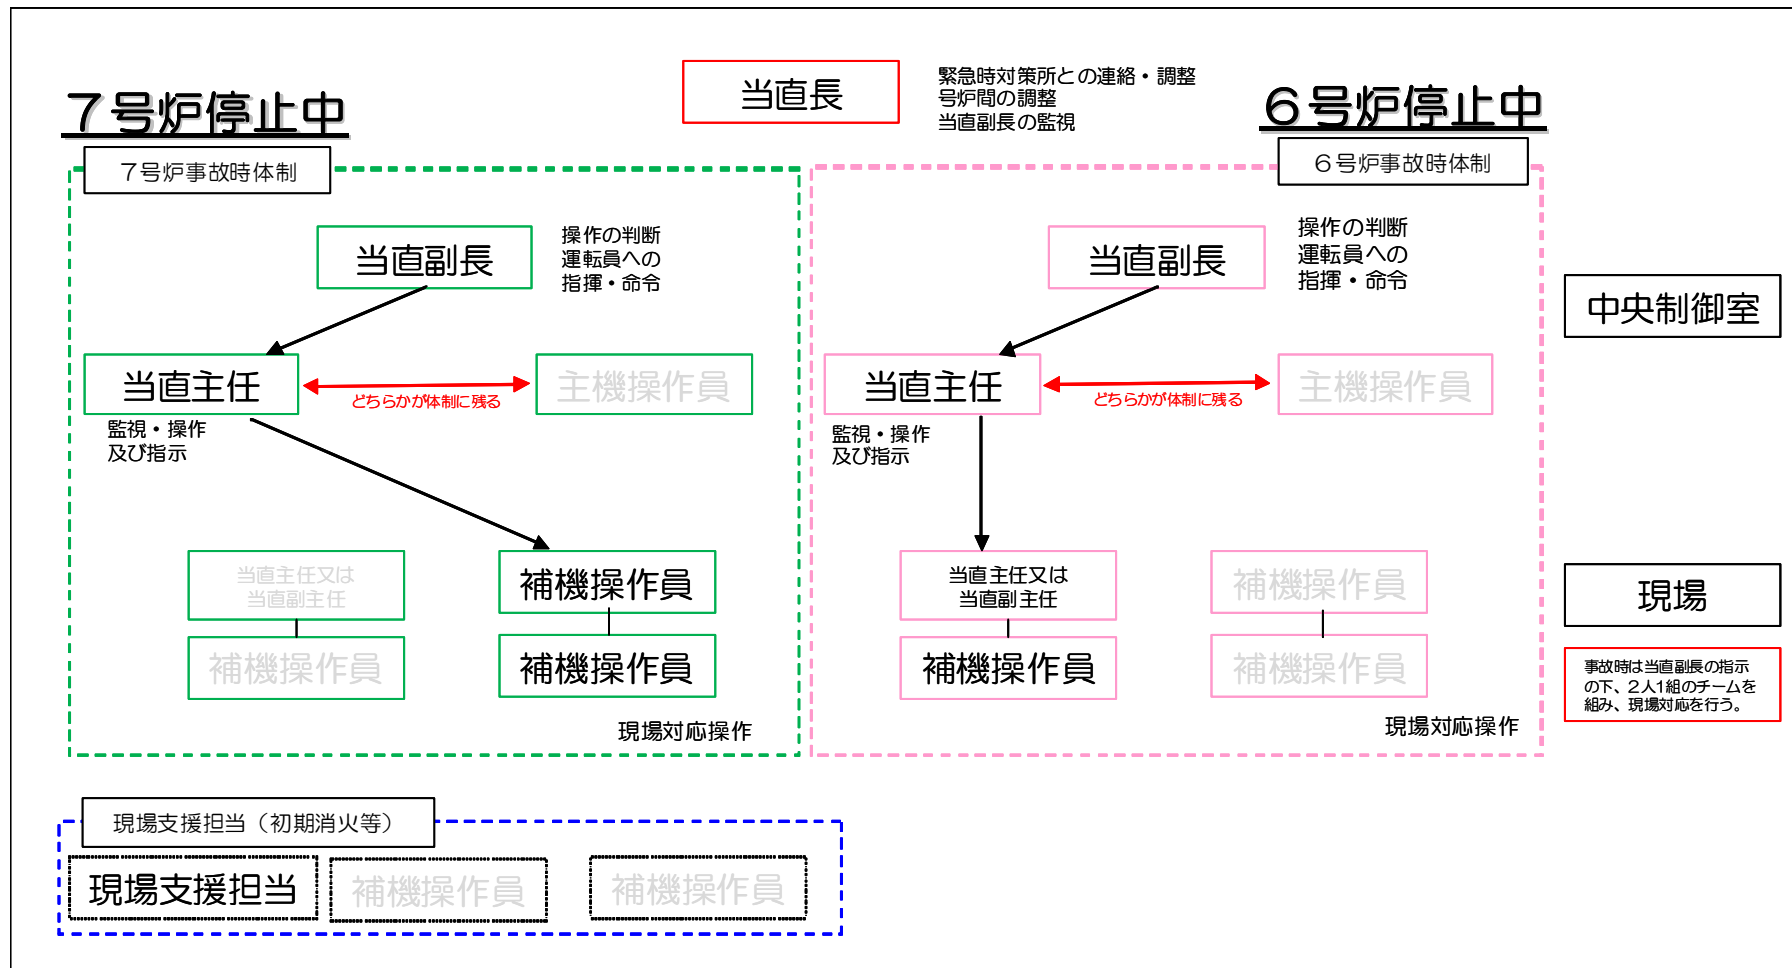 当直長
緊急時対策所との連絡・調整
号炉間の調整
当直副長の監視
７号炉停止中
６号炉停止中
７号炉事故時体制
６号炉事故時体制
当直副長
操作の判断
運転員への
指揮・命令
当直副長
操作の判断
運転員への
指揮・命令
中央制御室
当直主任
どちらかが体制に残る
主機操作員
当直主任
どちらかが体制に残る
主機操作員
監視・操作
及び指示
監視・操作
及び指示
当直主任又は
当直副主任
補機操作員
当直主任又は
当直副主任
補機操作員
現場
補機操作員
補機操作員
補機操作員
補機操作員
事故時は当直副長の指示
の下、２人1組のチームを
組み、現場対応を行う。
現場対応操作
現場対応操作
現場支援担当（初期消火等）
現場支援担当
補機操作員
補機操作員